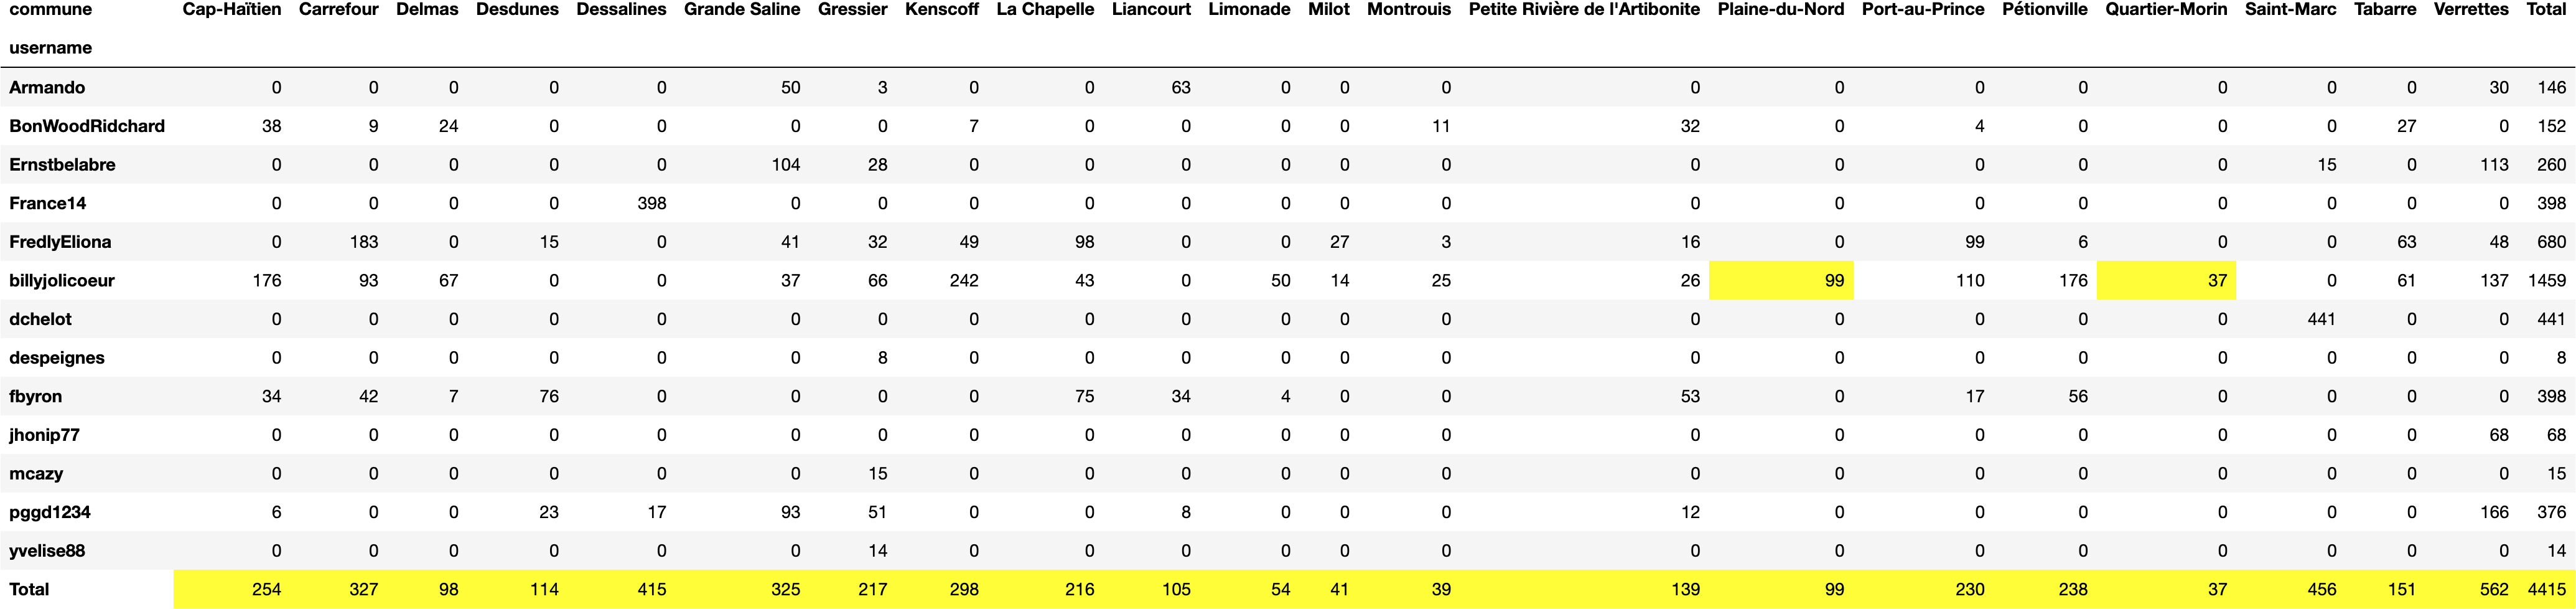 commune Cap-Haïtien Carrefour Delmas Desdunes Dessalines Grande Saline Gressier Kenscoff La Chapelle Liancourt Limonade Milot Montrouis Petite Rivière de l'Artibonite Plaine-du-Nord Port-au-Prince Pétionville Quartier-Morin Saint-Marc Tabarre Verrettes Total
username
Armando 0 0 0 0 0 50 3 0 0 63 0 0 0 0 0 0 0 0 0 0 30 146
BonWoodRidchard 38 9 24 0 0 0 0 7 0 0 0 0 11 32 0 4 0 0 0 27 0 152
Ernstbelabre 0 0 0 0 0 104 28 0 0 0 0 0 0 0 0 0 0 0 15 0 113 260
France14 0 0 0 0 398 0 0 0 0 0 0 0 0 0 0 0 0 0 0 0 0 398
FredlyEliona 0 183 0 15 0 41 32 49 98 0 0 27 3 16 0 99 6 0 0 63 48 680
billyjolicoeur 176 93 67 0 0 37 66 242 43 0 50 14 25 26 99 110 176 37 0 61 137 1459
dchelot 0 0 0 0 0 0 0 0 0 0 0 0 0 0 0 0 0 0 441 0 0 441
despeignes 0 0 0 0 0 0 8 0 0 0 0 0 0 0 0 0 0 0 0 0 0 8
fbyron 34 42 7 76 0 0 0 0 75 34 4 0 0 53 0 17 56 0 0 0 0 398
jhonip77 0 0 0 0 0 0 0 0 0 0 0 0 0 0 0 0 0 0 0 0 68 68
mcazy 0 0 0 0 0 0 15 0 0 0 0 0 0 0 0 0 0 0 0 0 0 15
pggd1234 6 0 0 23 17 93 51 0 0 8 0 0 0 12 0 0 0 0 0 0 166 376
yvelise88 0 0 0 0 0 0 14 0 0 0 0 0 0 0 0 0 0 0 0 0 0 14
Total 254 327 98 114 415 325 217 298 216 105 54 41 39 139 99 230 238 37 456 151 562 4415